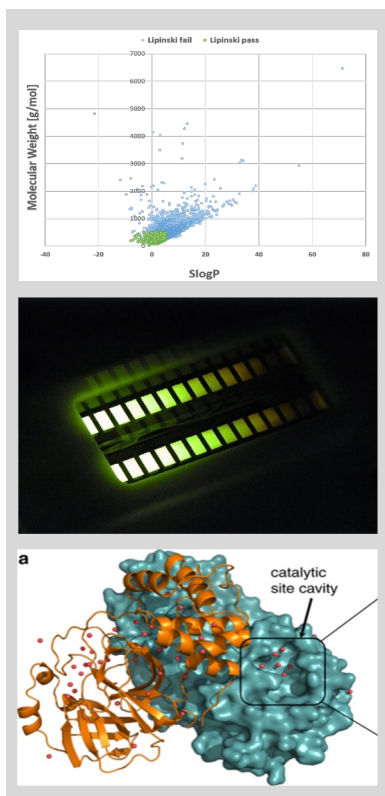 Lipinski fail Lipinski pass
Molecular Weight [g/mol]
7000
6000
5000
4000
3000
2000
1000
0
-40 -20 0 20 40 60 80
SlogP
a
catalytic
site cavity